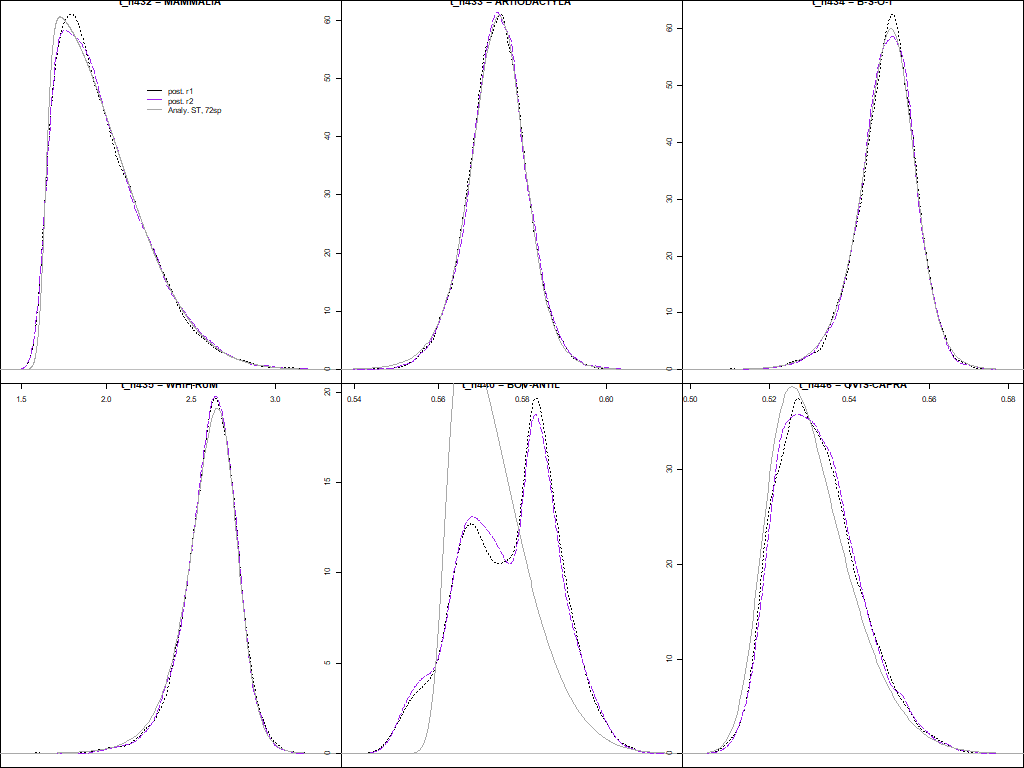 t_n432 = MAMMALIA
t_n433 = ARTIODACTYLA
t_n434 = B-S-O-T
post. r1
post. r2
Analy. ST, 72sp
0 10 20 30 40 50 60
0 10 20 30 40 50 60
t_n435 = WHIP-RUM
t_n440 = BOV-ANTIL
t_n446 = OVIS-CAPRA
1.5 2.0 2.5 3.0
0.54 0.56 0.58 0.60
0.50 0.52 0.54 0.56 0.58
0 5 10 15 20
0 10 20 30